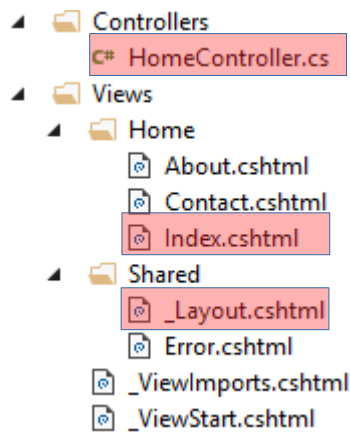 Controllers
C# HomeController.cs
Views
Home
About.cshtml
Contact.cshtml
Index.cshtml
Shared
_Layout.cshtml
Error.cshtml
_ViewImports.cshtml
_ViewStart.cshtml